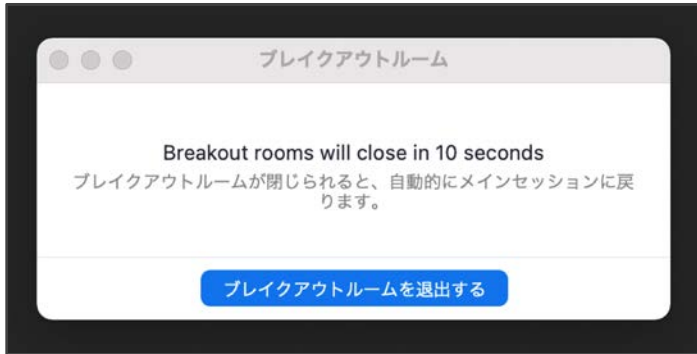 ブレイクアウトルーム
Breakout rooms will close in 10 seconds
ブレイクアウトルームが閉じられると、自動的にメインセッションに戻
ります。
ブレイクアウトルームを退出する